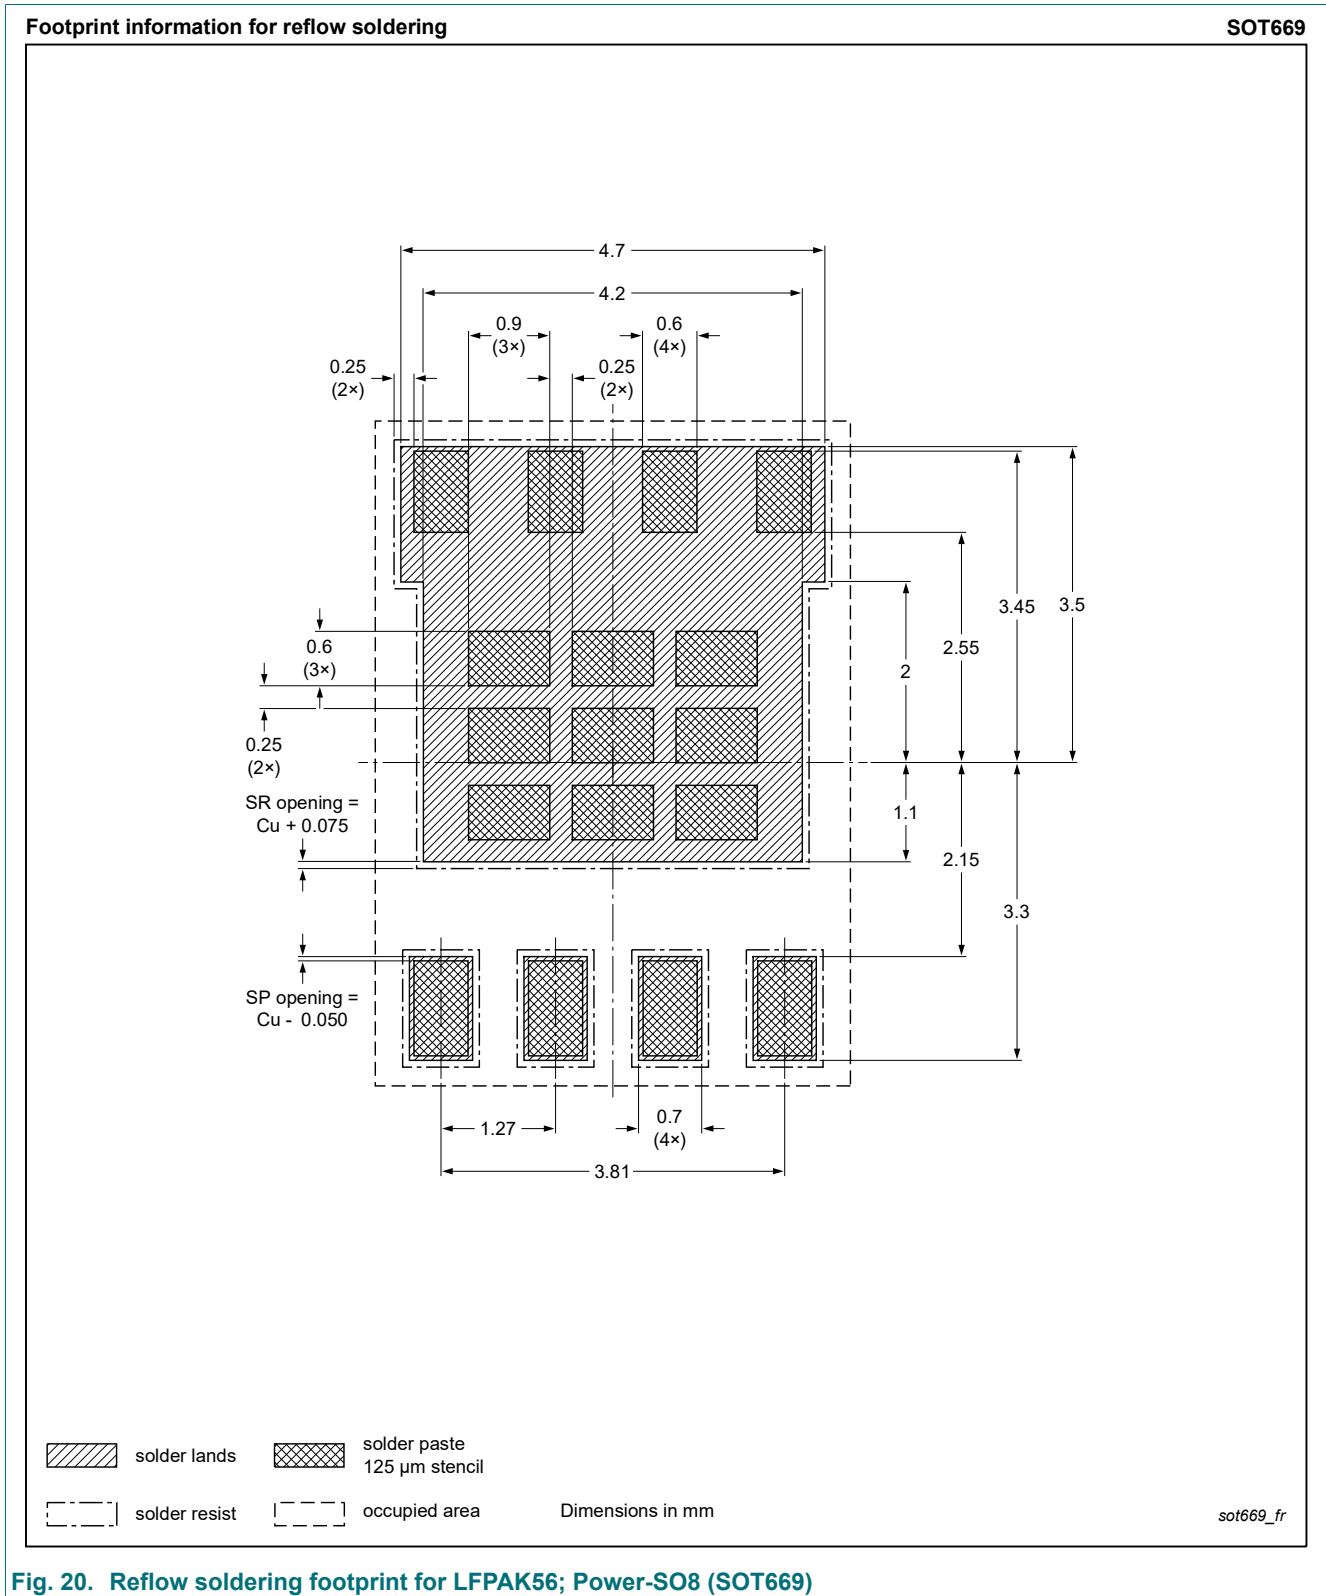 Footprint information for reflow soldering
SOT669
4.7
4.2
0.9
(3×)
0.6
(4×)
0.25
(2×)
0.25
(2×)
3.45
3.5
2.55
2
0.6
(3×)
0.25
(2×)
SR opening =
Cu + 0.075
1.1
2.15
3.3
SP opening =
Cu - 0.050
1.27
0.7
(4×)
3.81
solder lands
solder paste
125 µm stencil
solder resist
occupied area
Dimensions in mm
sot669_fr
Fig. 20. Reflow soldering footprint for LFPAK56; Power-SO8 (SOT669)